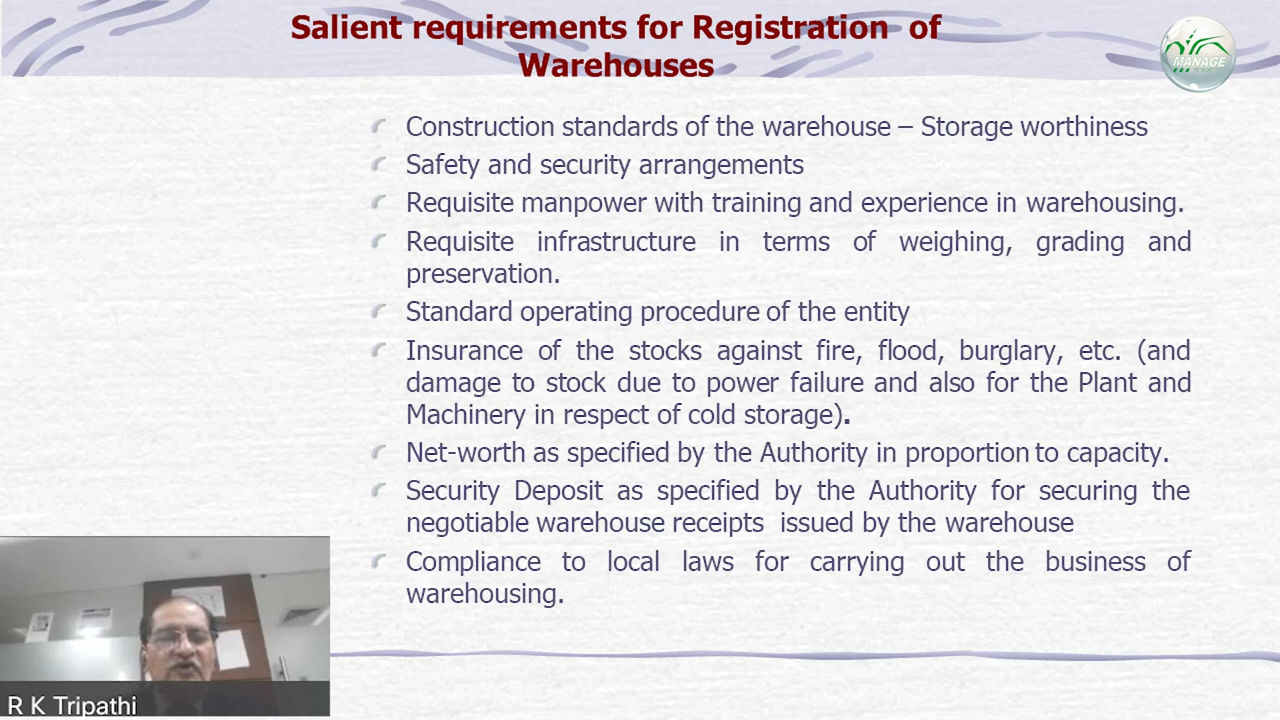 Salient requirements for Registration of
Warehouses
MANAGE
Construction standards of the warehouse – Storage worthiness
Safety and security arrangements
Requisite manpower with training and experience in warehousing.
Requisite infrastructure in terms of weighing, grading and
preservation.
Standard operating procedure of the entity
Insurance of the stocks against fire, flood, burglary, etc. (and
damage to stock due to power failure and also for the Plant and
Machinery in respect of cold storage).
Net-worth as specified by the Authority in proportion to capacity.
Security Deposit as specified by the Authority for securing the
negotiable warehouse receipts issued by the warehouse
Compliance to local laws for carrying out the business of
warehousing.
R K Tripathi